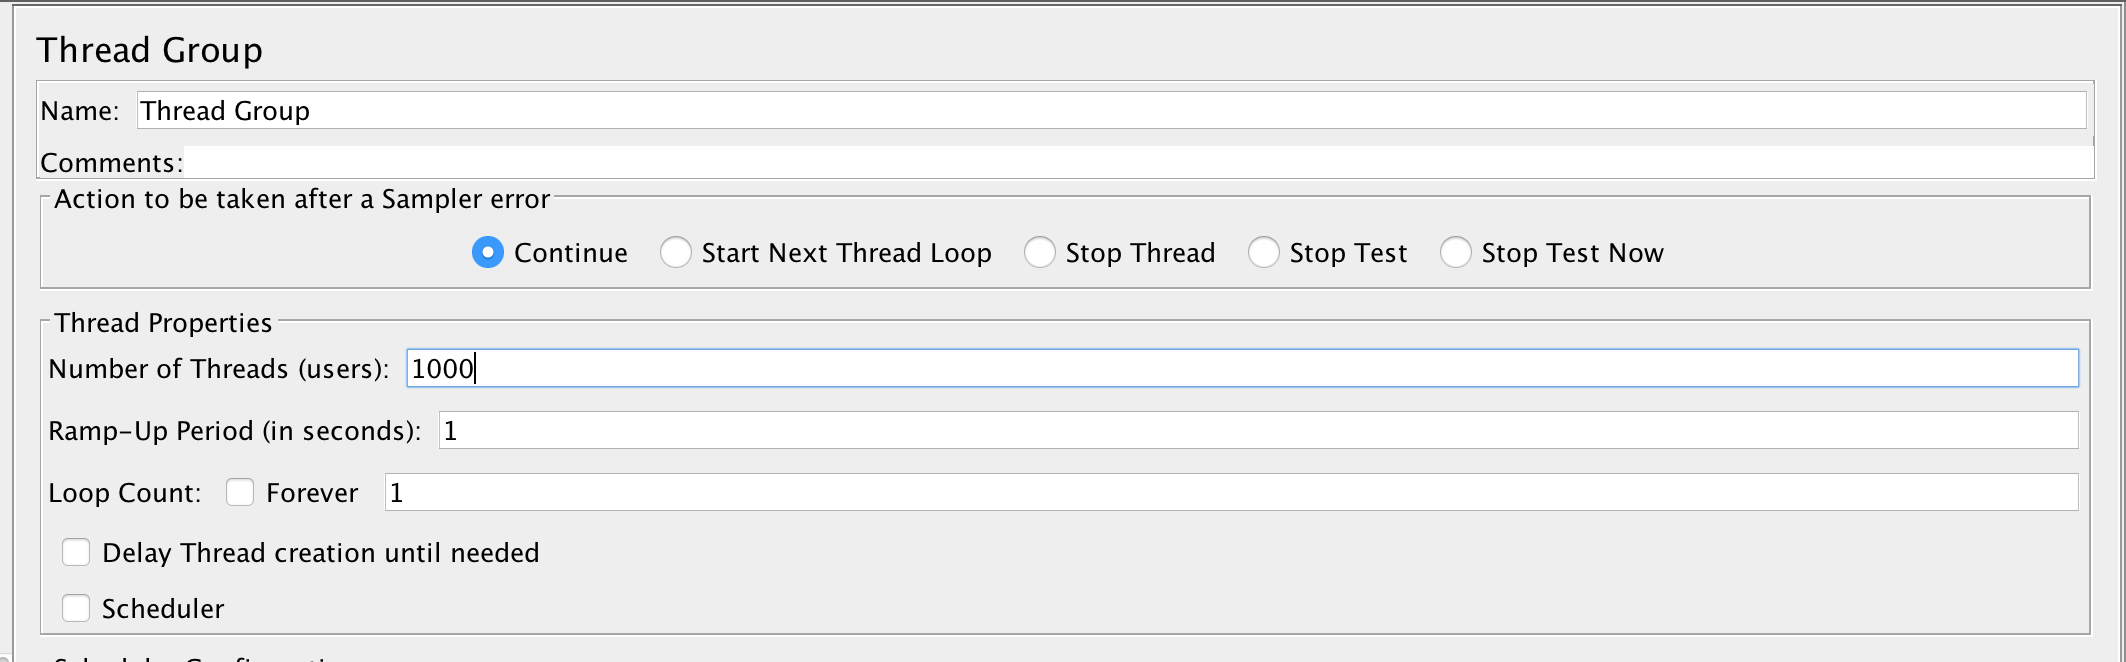 Thread Group
Name: Thread Group
Comments:
Action to be taken after a Sampler error
Continue Start Next Thread Loop Stop Thread Stop Test Stop Test Now
Thread Properties
Number of Threads (users): 1000
Ramp-Up Period (in seconds): 1
Loop Count: Forever 1
Delay Thread creation until needed
Scheduler